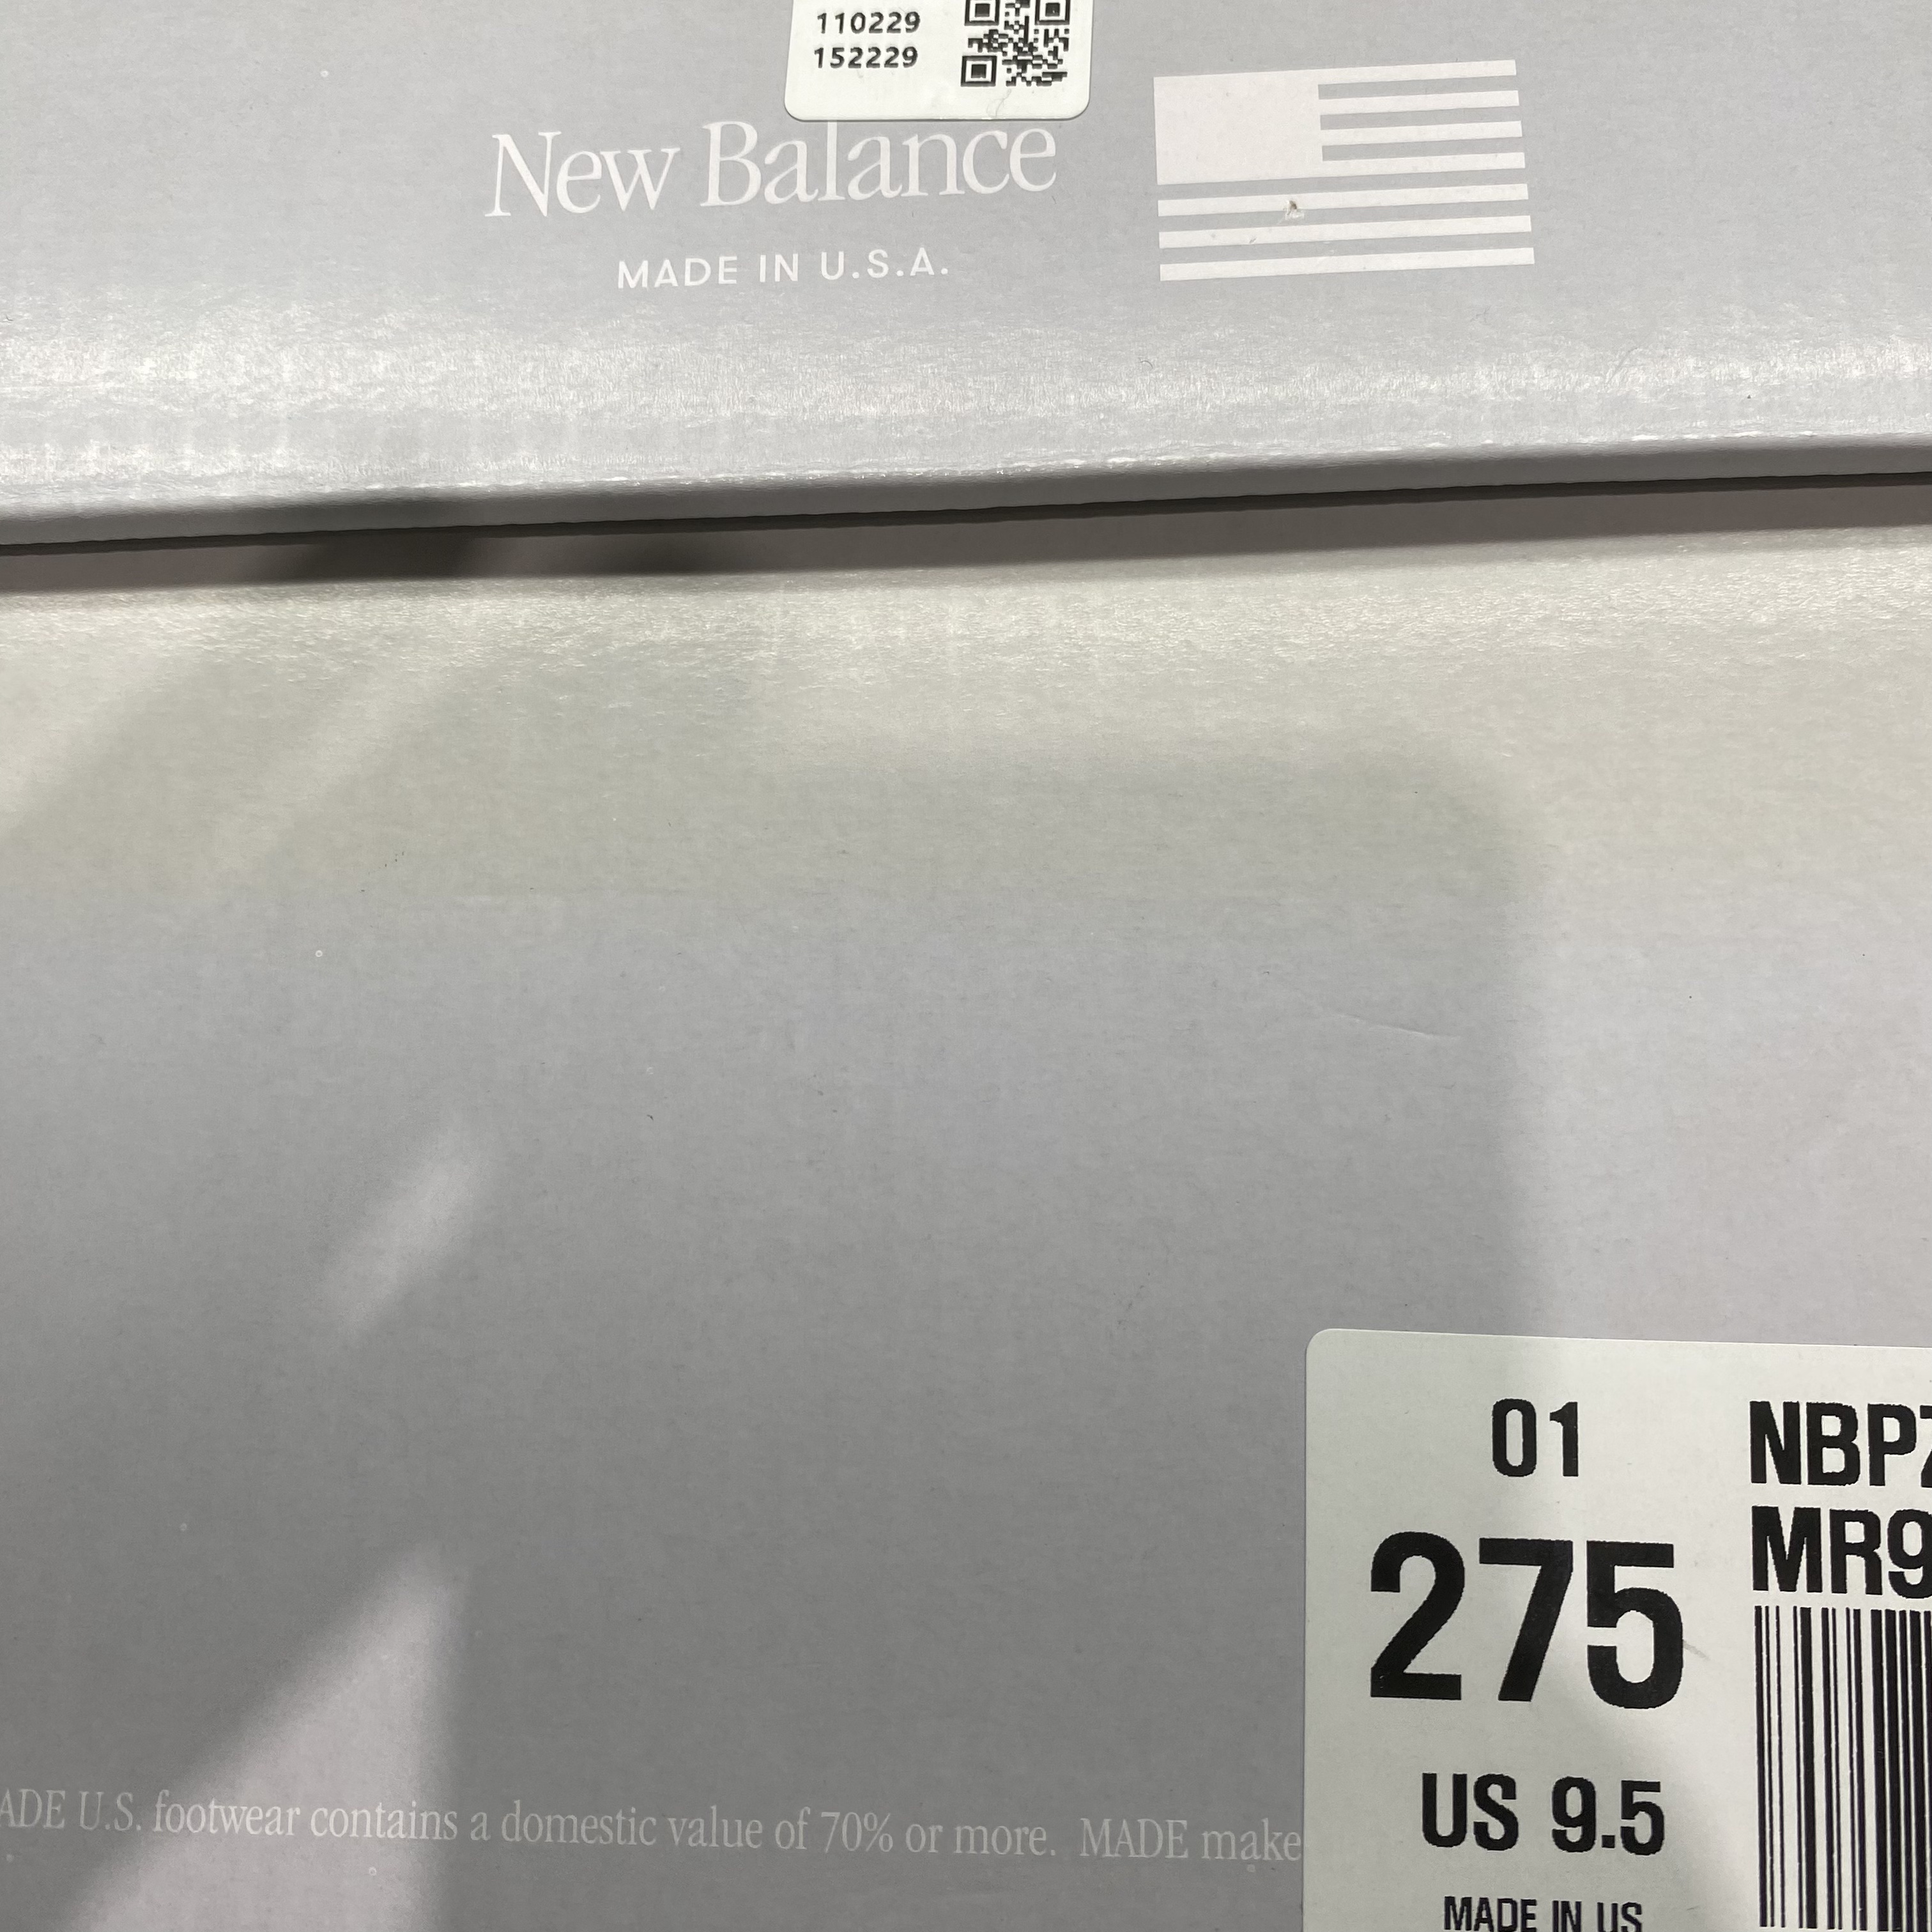 110229
152229
New Balance
MADE IN U.S.A.
01
275
US 9.5
MADE IN US
NBP
MR9
U.S. footwear contains a domestic value of 70% or more. MADE make